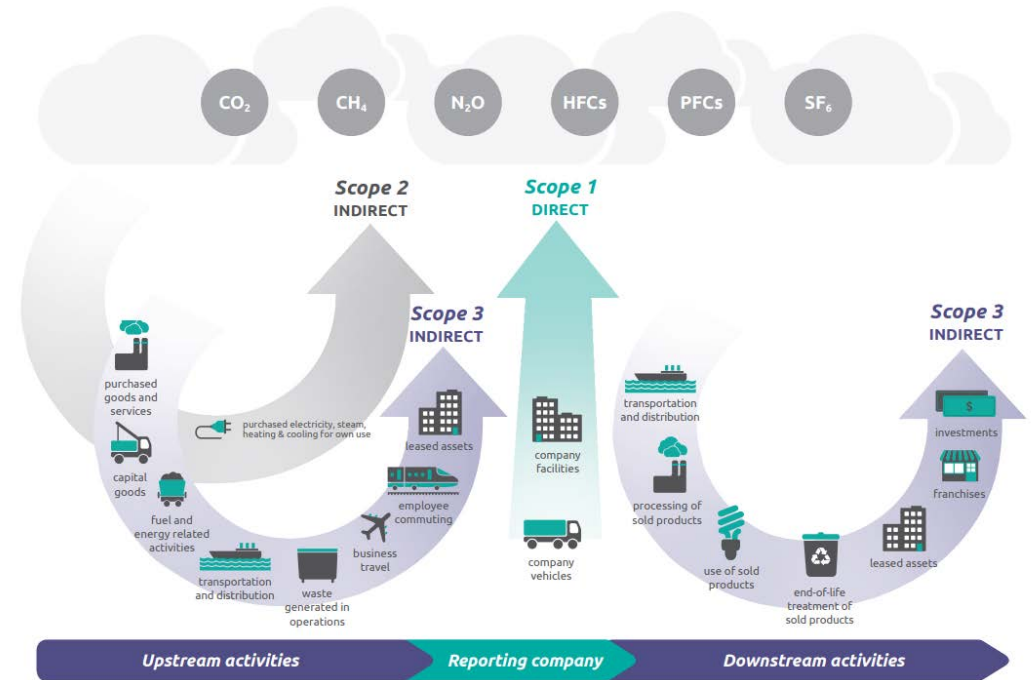 CO₂
CH₄
N₂O
HFCs
PFCs
SF₆
Scope 2
INDIRECT
Scope 1
DIRECT
Scope 3
INDIRECT
Scope 3
INDIRECT
purchased
goods and
services
capital
goods
fuel and
energy related
activities
purchased electricity, steam,
heating & cooling for own use
transportation
and distribution
waste
generated in
operations
business
travel
employee
commuting
leased assets
company
facilities
company
vehicles
transportation
and distribution
processing of
sold products
use of sold
products
end-of-life
treatment of
sold products
leased assets
franchises
$
investments
Upstream activities
Reporting company
Downstream activities